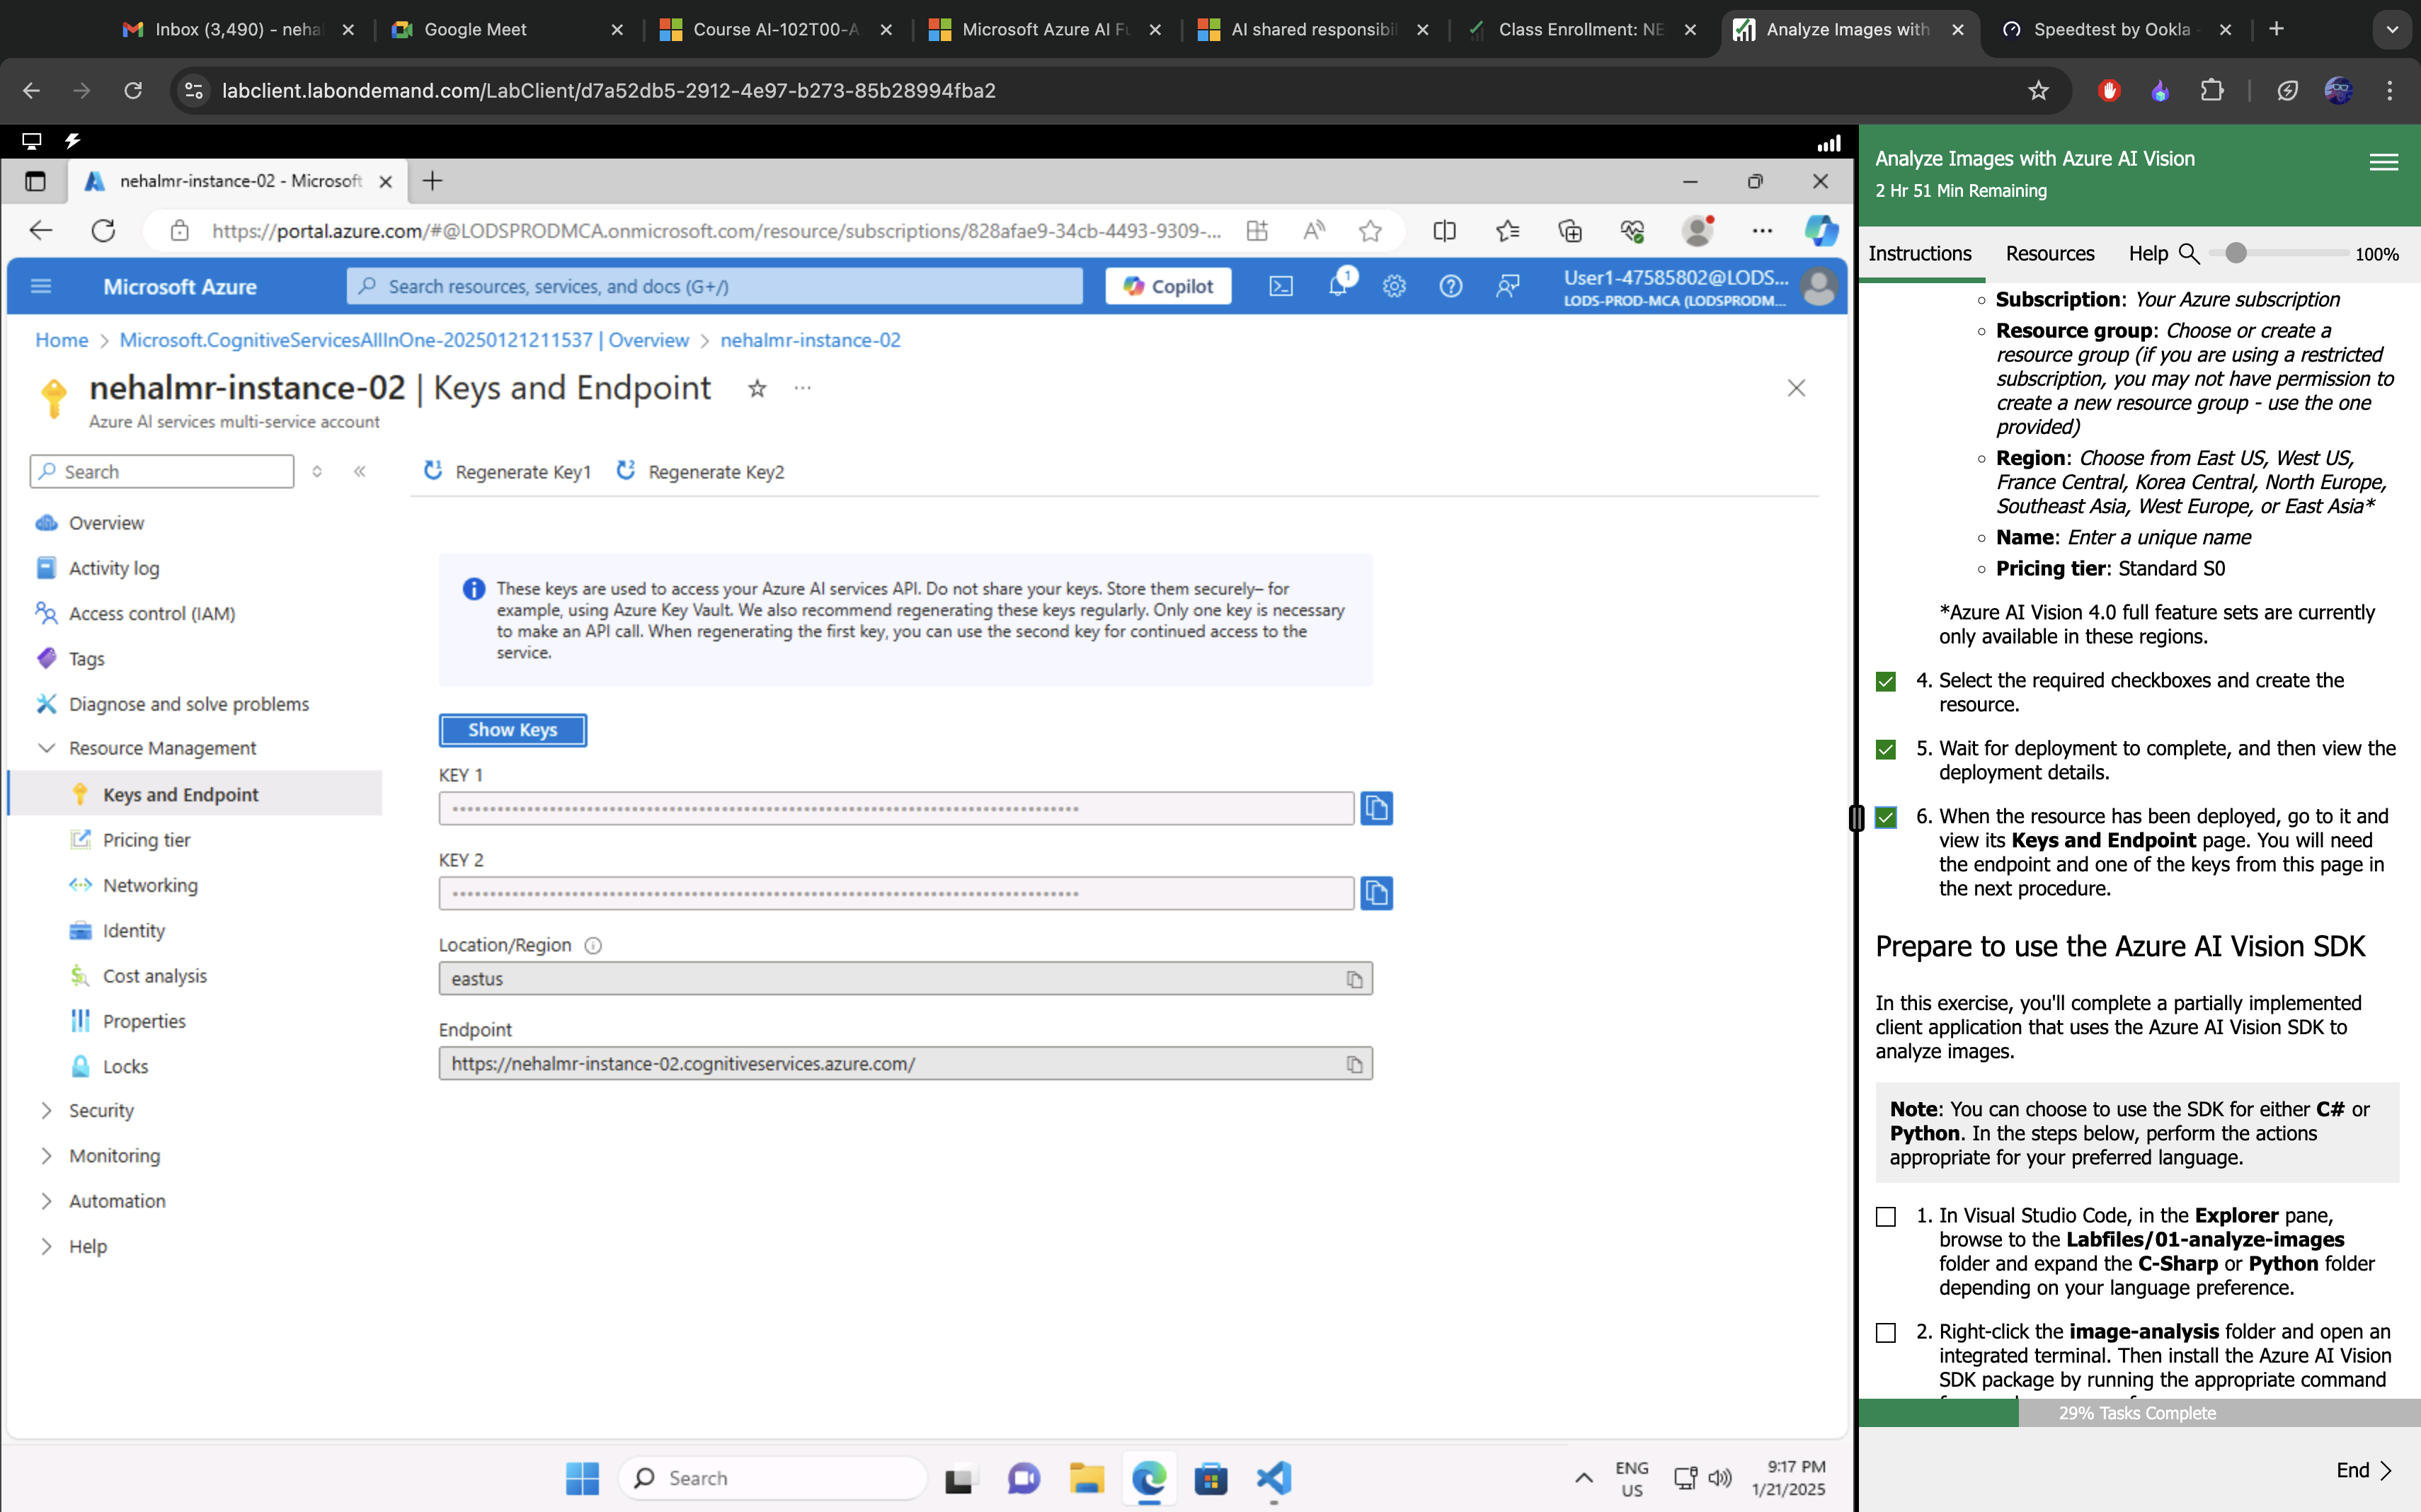 Inbox (3,490) - neha
Google Meet
Course AI-102T00-A
Microsoft Azure AI Fu
AI shared responsibil
Class Enrollment: NE
Analyze Images with
Speedtest by Ookla -
labclient.labondemand.com/LabClient/d7a52db5-2912-4e97-b273-85b28994fba2
nehalmr-instance-02 - Microsoft
https://portal.azure.com/#@LODSPRODMCA.onmicrosoft.com/resource/subscriptions/828afae9-34cb-4493-9309-...
Microsoft Azure
Search resources, services, and docs (G+/)
Copilot
1
User1-47585802@LODS...
LODS-PROD-MCA (LODSPRODM...
Home > Microsoft.CognitiveServicesAllInOne-20250121211537 | Overview > nehalmr-instance-02
nehalmr-instance-02 | Keys and Endpoint
Azure AI services multi-service account
Search
Regenerate Key1
Regenerate Key2
Overview
Activity log
Access control (IAM)
Tags
Diagnose and solve problems
Resource Management
Keys and Endpoint
Pricing tier
Networking
Identity
Cost analysis
Properties
Locks
Security
Monitoring
Automation
Help
These keys are used to access your Azure AI services API. Do not share your keys. Store them securely– for
example, using Azure Key Vault. We also recommend regenerating these keys regularly. Only one key is necessary
to make an API call. When regenerating the first key, you can use the second key for continued access to the
service.
Show Keys
KEY 1
KEY 2
Location/Region
eastus
Endpoint
https://nehalmr-instance-02.cognitiveservices.azure.com/
Search
ENG
US
9:17 PM
1/21/2025
Analyze Images with Azure AI Vision
2 Hr 51 Min Remaining
Instructions
Resources
Help
100%
Subscription: Your Azure subscription
Resource group: Choose or create a
resource group (if you are using a restricted
subscription, you may not have permission to
create a new resource group - use the one
provided)
Region: Choose from East US, West US,
France Central, Korea Central, North Europe,
Southeast Asia, West Europe, or East Asia*
Name: Enter a unique name
Pricing tier: Standard S0
*Azure AI Vision 4.0 full feature sets are currently
only available in these regions.
4. Select the required checkboxes and create the
resource.
5. Wait for deployment to complete, and then view the
deployment details.
6. When the resource has been deployed, go to it and
view its Keys and Endpoint page. You will need
the endpoint and one of the keys from this page in
the next procedure.
Prepare to use the Azure AI Vision SDK
In this exercise, you'll complete a partially implemented
client application that uses the Azure AI Vision SDK to
analyze images.
Note: You can choose to use the SDK for either C# or
Python. In the steps below, perform the actions
appropriate for your preferred language.
1. In Visual Studio Code, in the Explorer pane,
browse to the Labfiles/01-analyze-images
folder and expand the C-Sharp or Python folder
depending on your language preference.
2. Right-click the image-analysis folder and open an
integrated terminal. Then install the Azure AI Vision
SDK package by running the appropriate command
29% Tasks Complete
End